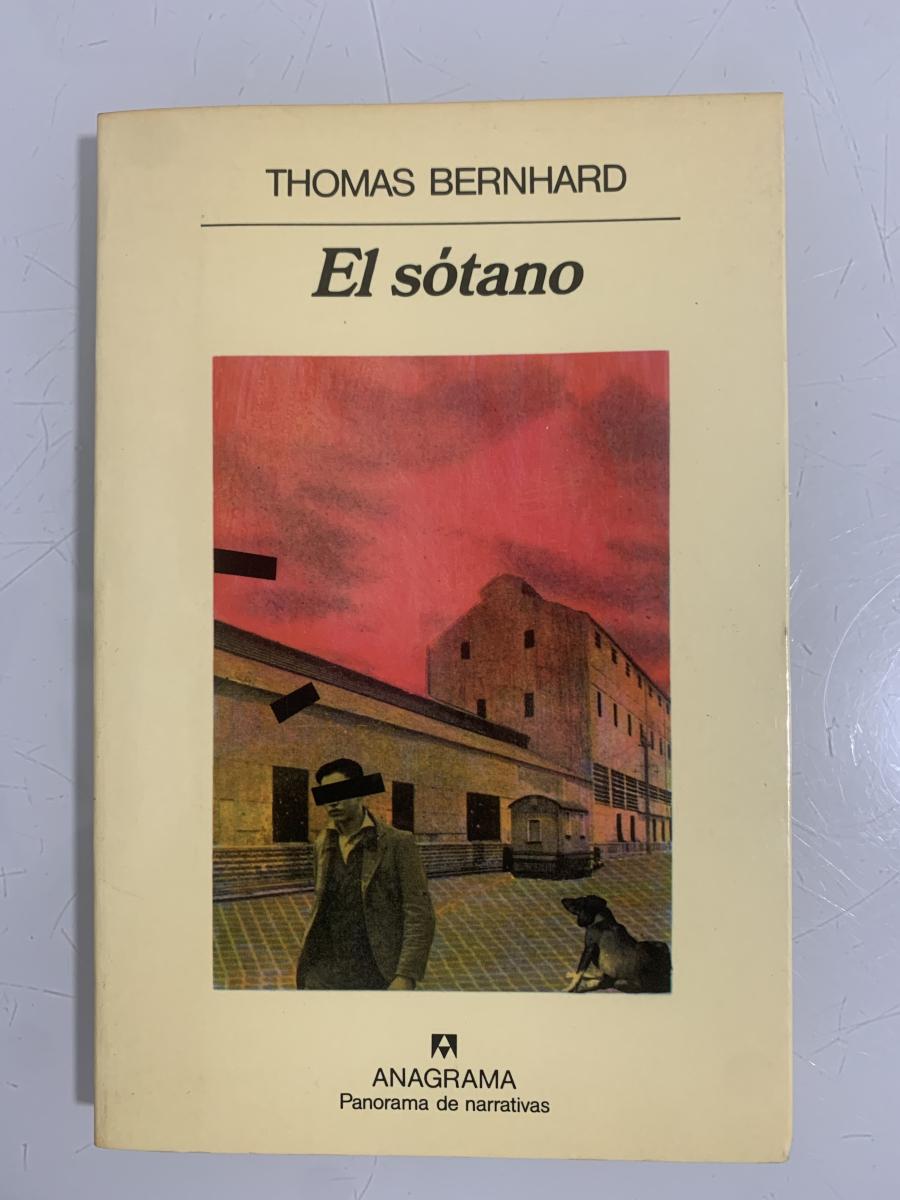 THOMAS BERNHARD
El sótano
ANAGRAMA
Panorama de narrativas